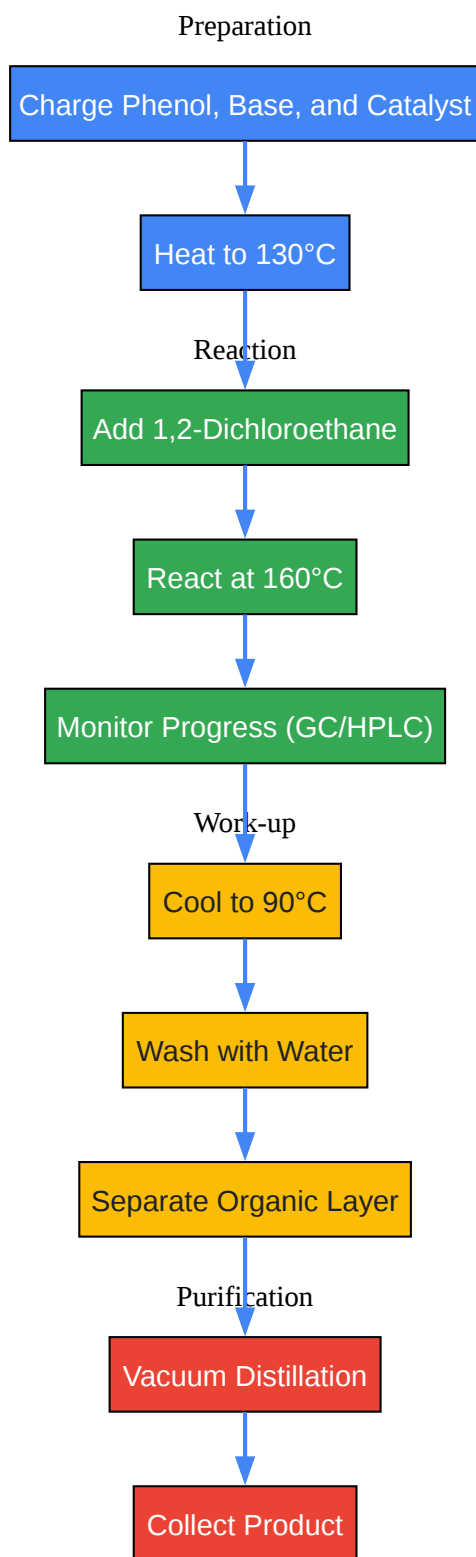 Preparation
Charge Phenol, Base, and Catalyst
Heat to 130°C
Reaction
Add 1,2-Dichloroethane
React at 160°C
Monitor Progress (GC/HPLC)
Work-up
Cool to 90°C
Wash with Water
Separate Organic Layer
Purification
Vacuum Distillation
Collect Product